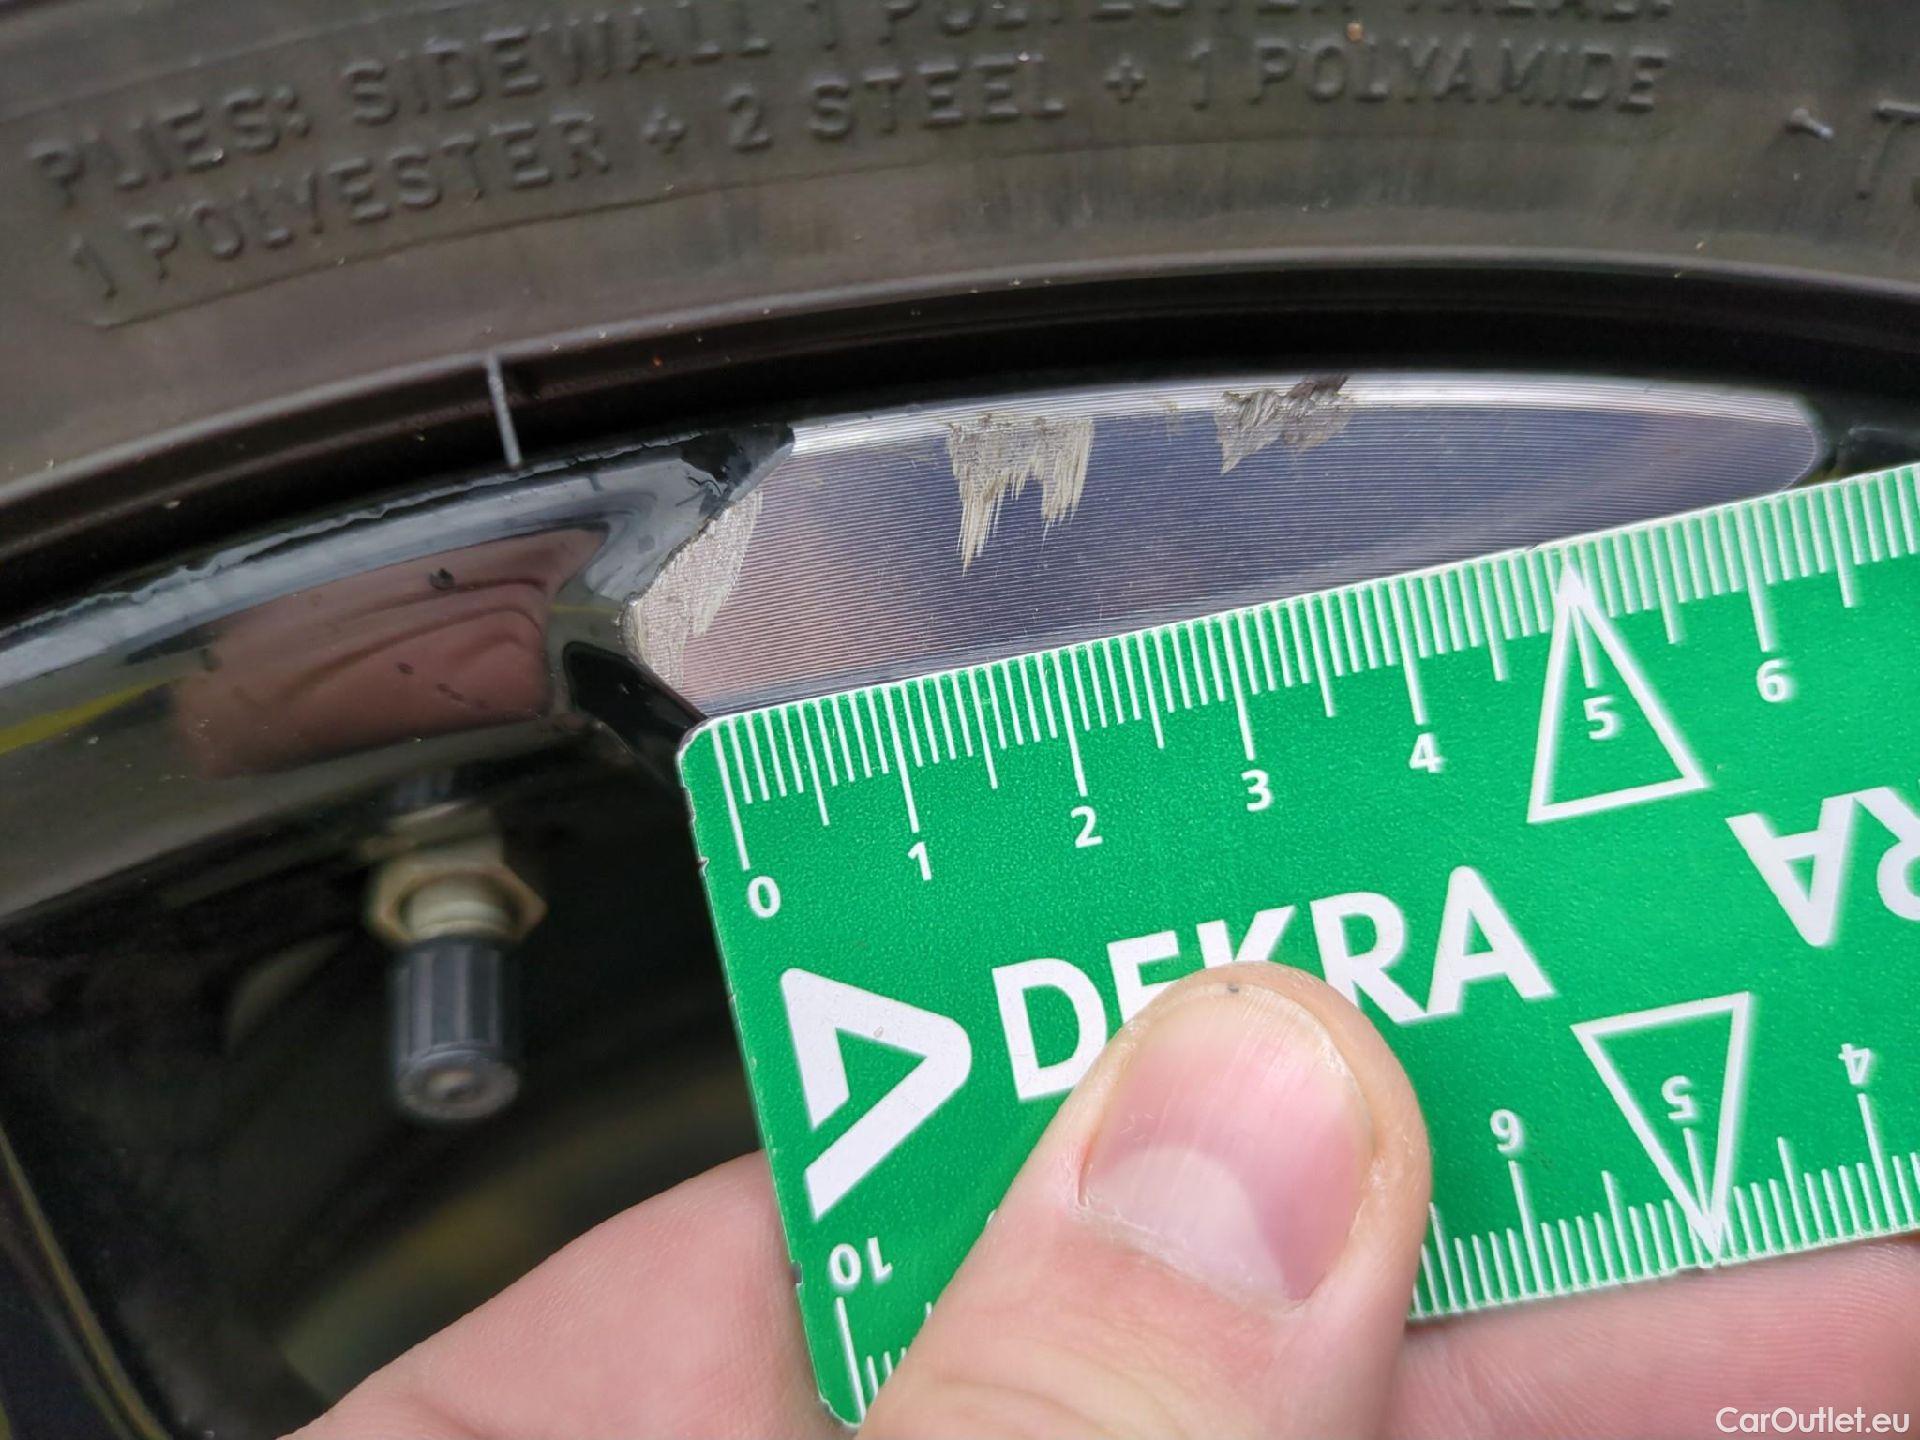 PLIES: SIDEWALL 1 POLYESTER TREAD:
1 POLYESTER + 2 STEEL + 1 POLYAMIDE
0 1 2 3 4 5 6
DEKRA
4 5 6
10
CarOutlet.eu